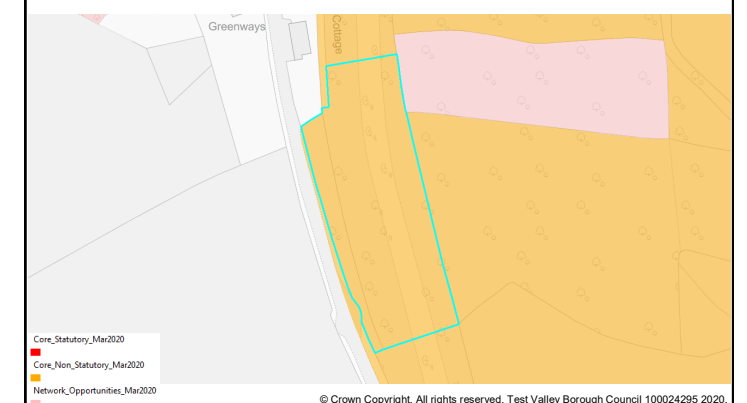 Greenways
Cottage
Core_Statutory_Mar2020
Core_Non_Statutory_Mar2020
Network_Opportunities_Mar2020
© Crown Copyright. All rights reserved. Test Valley Borough Council 100024295 2020.